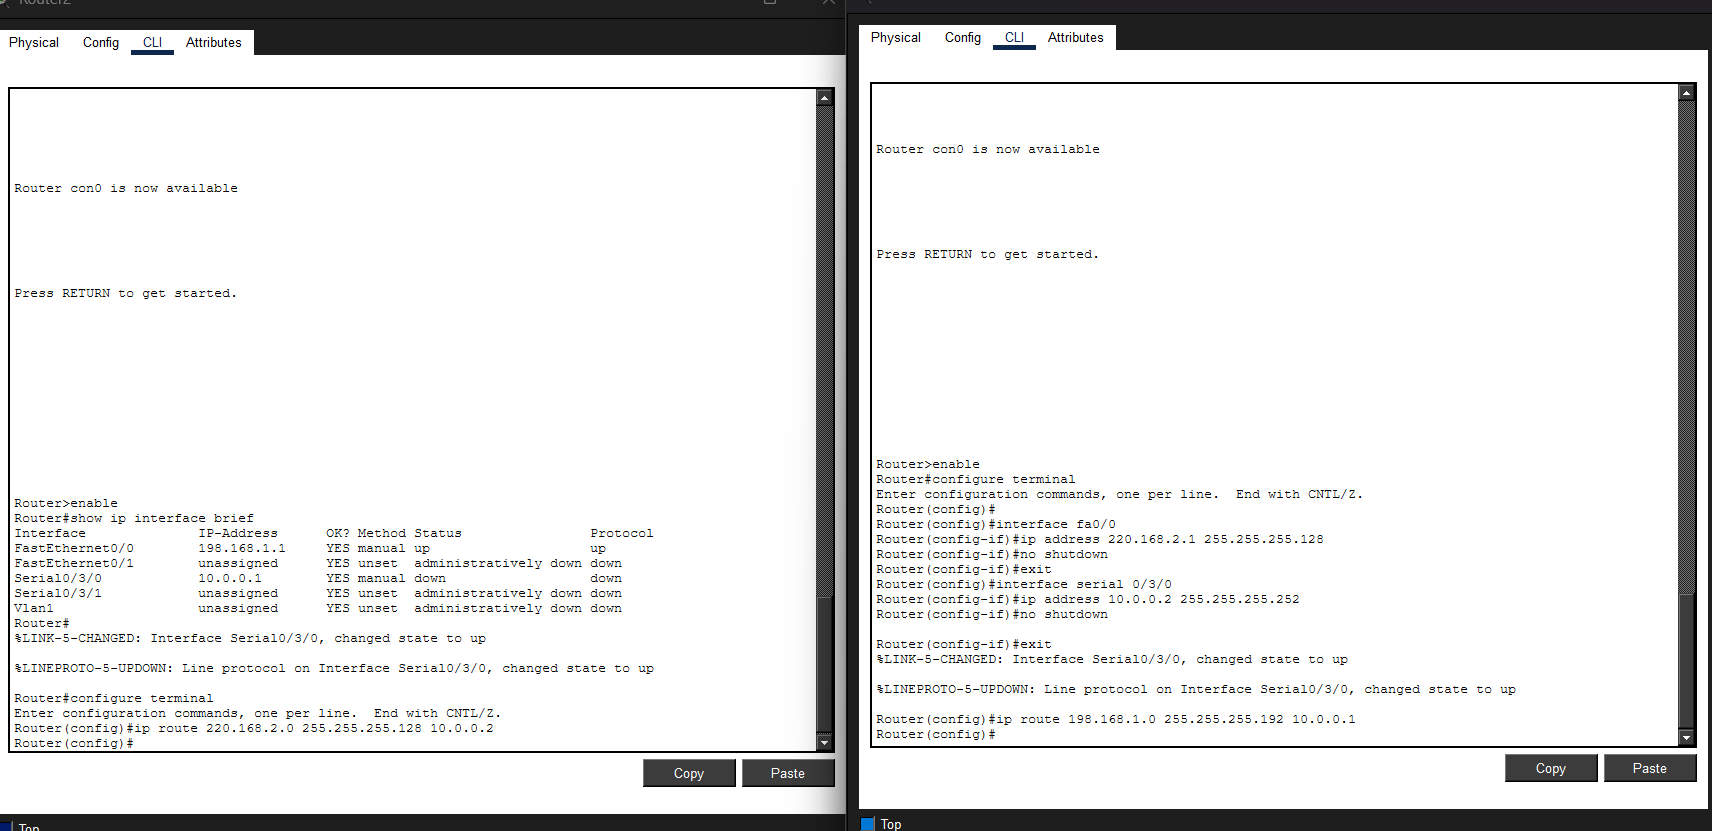 Router2
Physical Config CLI Attributes
Router con0 is now available
Press RETURN to get started.
Router>enable
Router#show ip interface brief
Interface IP-Address OK? Method Status Protocol
FastEthernet0/0 198.168.1.1 YES manual up up
FastEthernet0/1 unassigned YES unset administratively down down
Serial0/3/0 10.0.0.1 YES manual down down
Serial0/3/1 unassigned YES unset administratively down down
Vlan1 unassigned YES unset administratively down down
Router#
%LINK-5-CHANGED: Interface Serial0/3/0, changed state to up
%LINEPROTO-5-UPDOWN: Line protocol on Interface Serial0/3/0, changed state to up
Router#configure terminal
Enter configuration commands, one per line. End with CNTL/Z.
Router(config)#ip route 220.168.2.0 255.255.255.128 10.0.0.2
Router(config)#
Copy Paste
Top
Physical Config CLI Attributes
Router con0 is now available
Press RETURN to get started.
Router>enable
Router#configure terminal
Enter configuration commands, one per line. End with CNTL/Z.
Router(config)#
Router(config)#interface fa0/0
Router(config-if)#ip address 220.168.2.1 255.255.255.128
Router(config-if)#no shutdown
Router(config-if)#exit
Router(config)#interface serial 0/3/0
Router(config-if)#ip address 10.0.0.2 255.255.255.252
Router(config-if)#no shutdown
Router(config-if)#exit
%LINK-5-CHANGED: Interface Serial0/3/0, changed state to up
%LINEPROTO-5-UPDOWN: Line protocol on Interface Serial0/3/0, changed state to up
Router(config)#ip route 198.168.1.0 255.255.255.192 10.0.0.1
Router(config)#
Copy Paste
Top